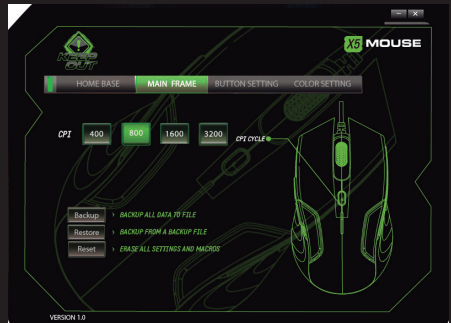 KEEP
OUT
X5 MOUSE
HOME BASE MAIN FRAME BUTTON SETTING COLOR SETTING
CPI 400 800 1600 3200 CPI CYCLE
Backup > BACKUP ALL DATA TO FILE
Restore > BACKUP FROM A BACKUP FILE
Reset > ERASE ALL SETTINGS AND MACROS
VERSION 1.0